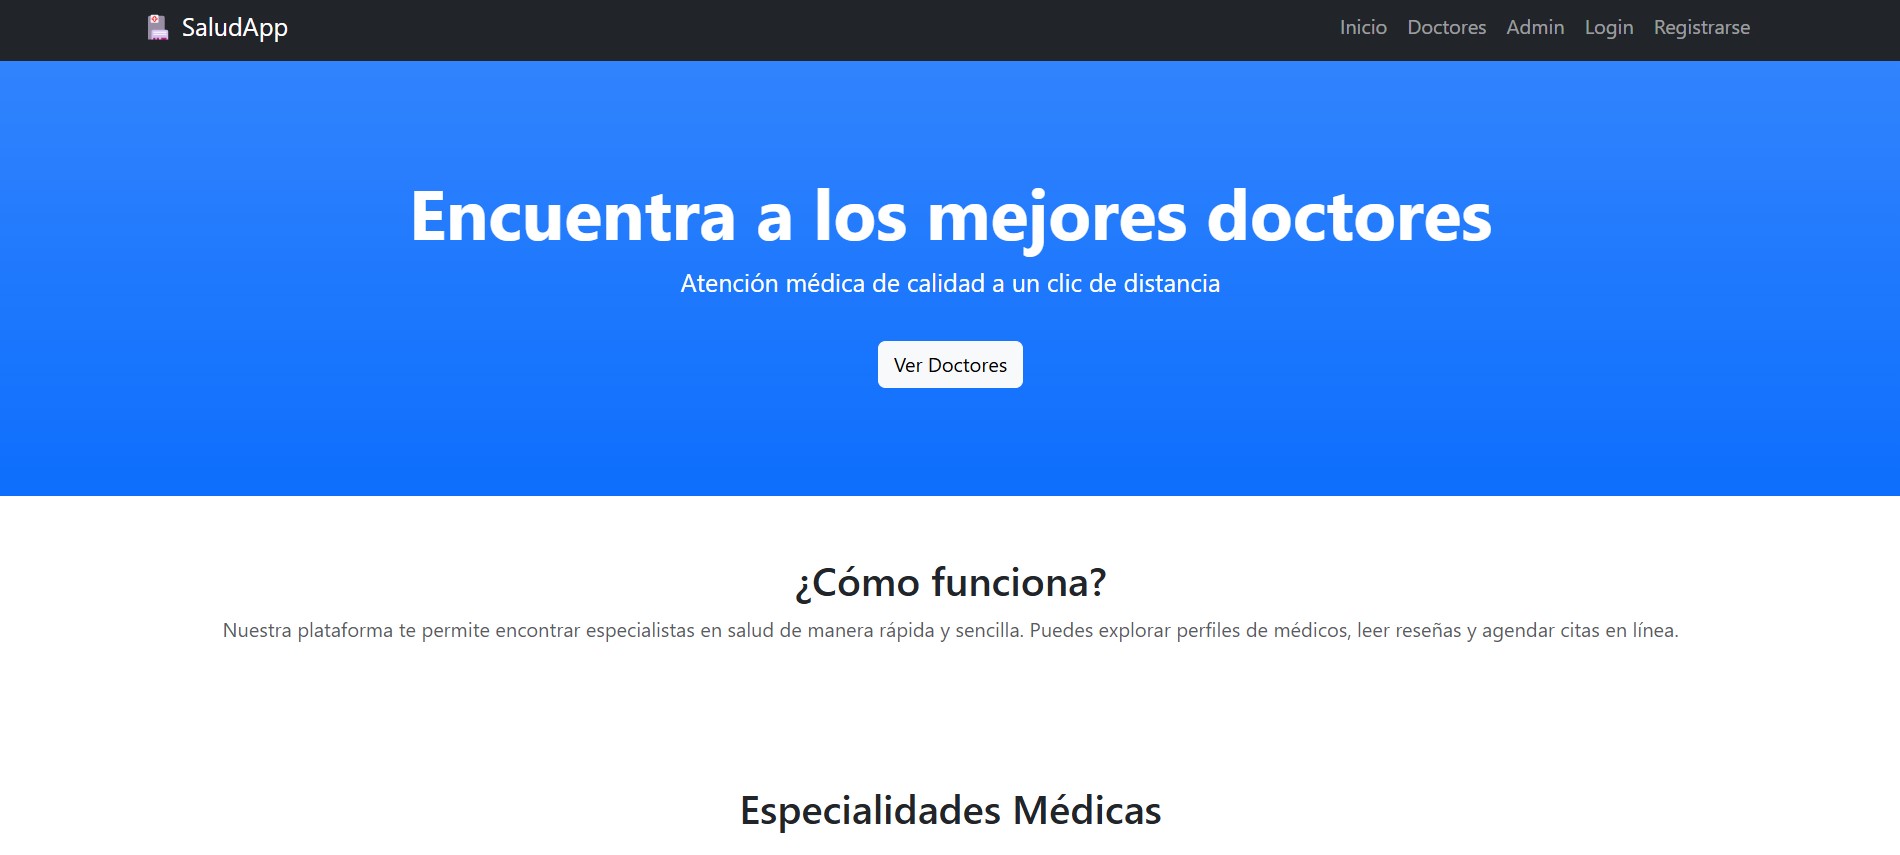 SaludApp
Inicio Doctores Admin Login Registrarse
Encuentra a los mejores doctores
Atención médica de calidad a un clic de distancia
Ver Doctores
¿Cómo funciona?
Nuestra plataforma te permite encontrar especialistas en salud de manera rápida y sencilla. Puedes explorar perfiles de médicos, leer reseñas y agendar citas en línea.
Especialidades Médicas